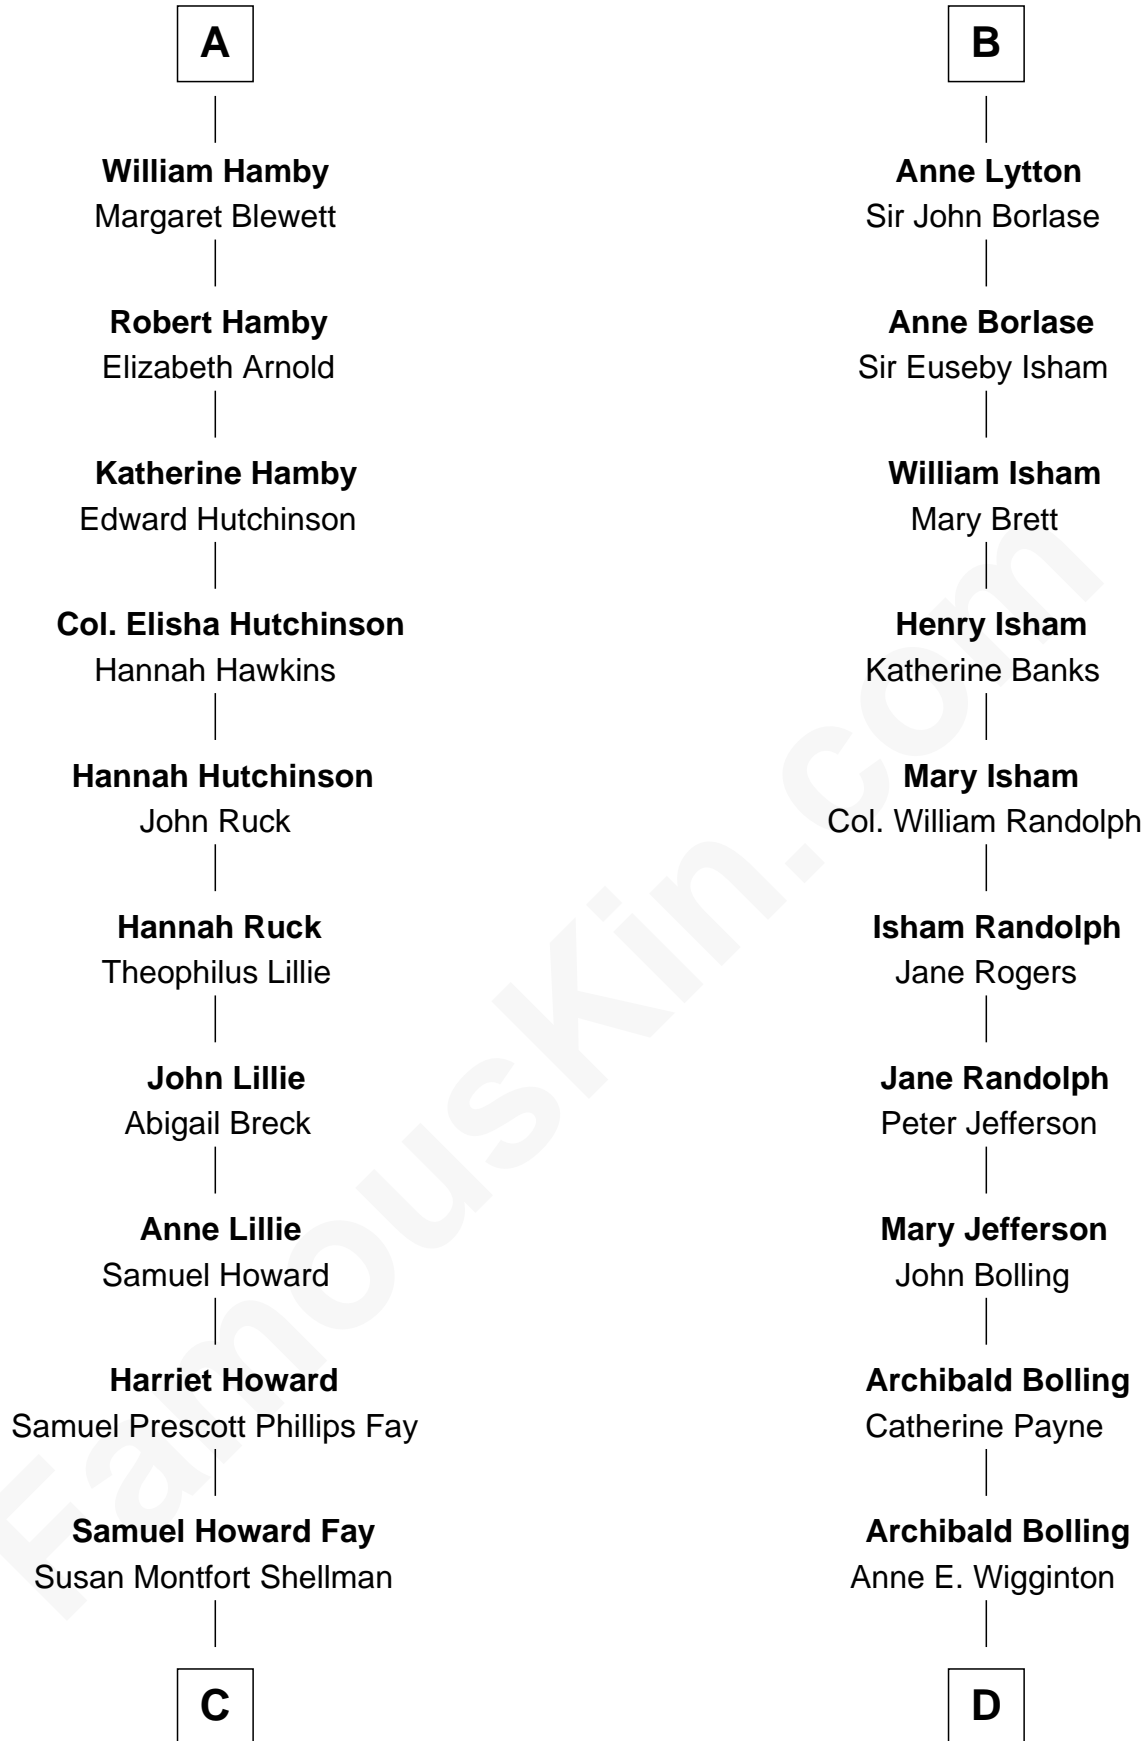 A
William Hamby
Margaret Blewett
Robert Hamby
Elizabeth Arnold
Katherine Hamby
Edward Hutchinson
Col. Elisha Hutchinson
Hannah Hawkins
Hannah Hutchinson
John Ruck
Hannah Ruck
Theophilus Lillie
John Lillie
Abigail Breck
Anne Lillie
Samuel Howard
Harriet Howard
Samuel Prescott Phillips Fay
Samuel Howard Fay
Susan Montfort Shellman
C
B
Anne Lytton
Sir John Borlase
Anne Borlase
Sir Euseby Isham
William Isham
Mary Brett
Henry Isham
Katherine Banks
Mary Isham
Col. William Randolph
Isham Randolph
Jane Rogers
Jane Randolph
Peter Jefferson
Mary Jefferson
John Bolling
Archibald Bolling
Catherine Payne
Archibald Bolling
Anne E. Wigginton
D
FamousKin.com